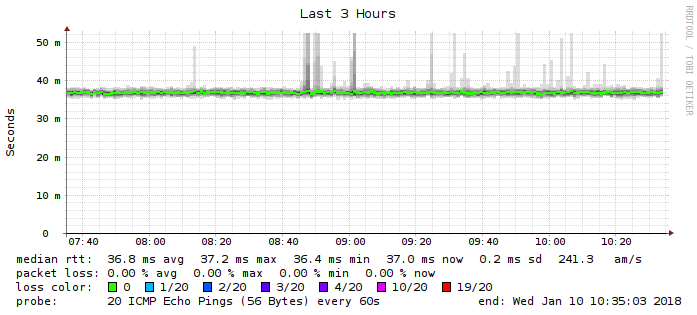 Last 3 Hours
RRDTOOL / TOBI OETIKER
Seconds
50 m
40 m
30 m
20 m
10 m
0
07:40 08:00 08:20 08:40 09:00 09:20 09:40 10:00 10:20
median rtt: 36.8 ms avg 37.2 ms max 36.4 ms min 37.0 ms now 0.2 ms sd 241.3 am/s
packet loss: 0.00 % avg 0.00 % max 0.00 % min 0.00 % now
loss color: 0 1/20 2/20 3/20 4/20 10/20 19/20
probe: 20 ICMP Echo Pings (56 Bytes) every 60s end: Wed Jan 10 10:35:03 2018